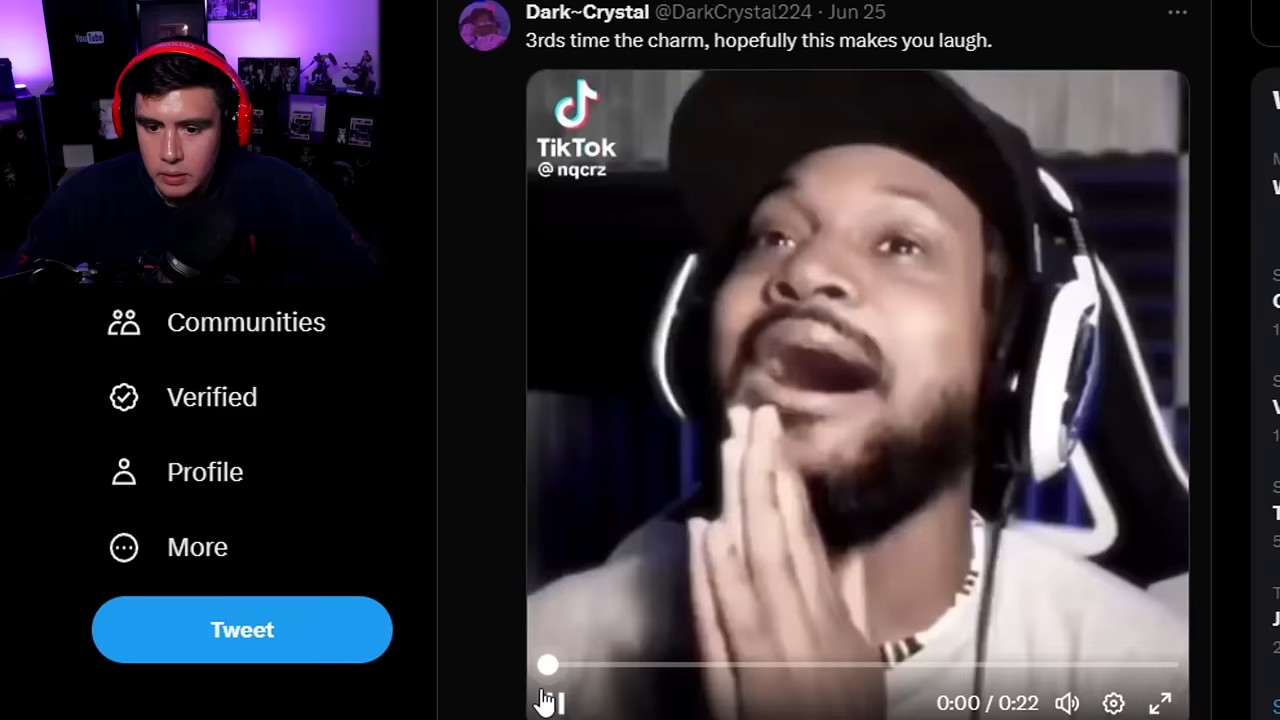 YouTube
Dark~Crystal @DarkCrystal224 · Jun 25
3rds time the charm, hopefully this makes you laugh.
TikTok
@nqcrz
Communities
Verified
Profile
More
Tweet
0:00 / 0:22